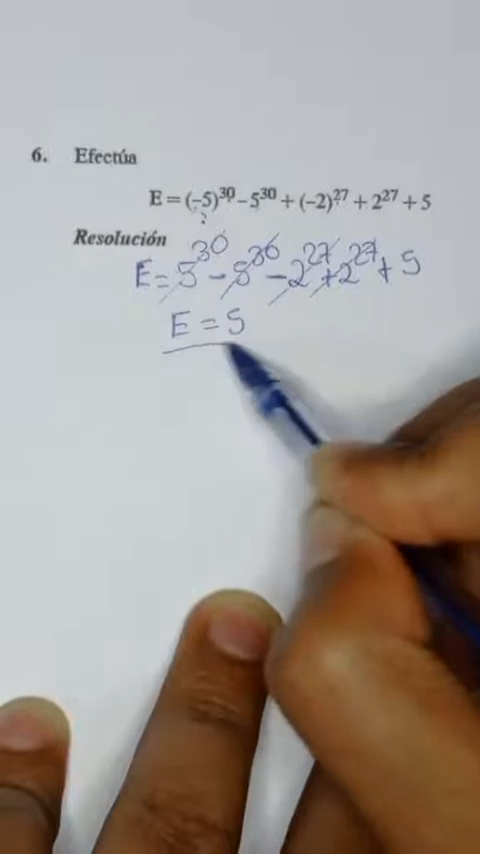 6. Efectúa
E = (–5)³⁰ – 5³⁰ + (–2)²⁷ + 2²⁷ + 5
Resolución
E = 5³⁰ - 5³⁰ - 2²⁷ + 2²⁷ + 5
E = 5